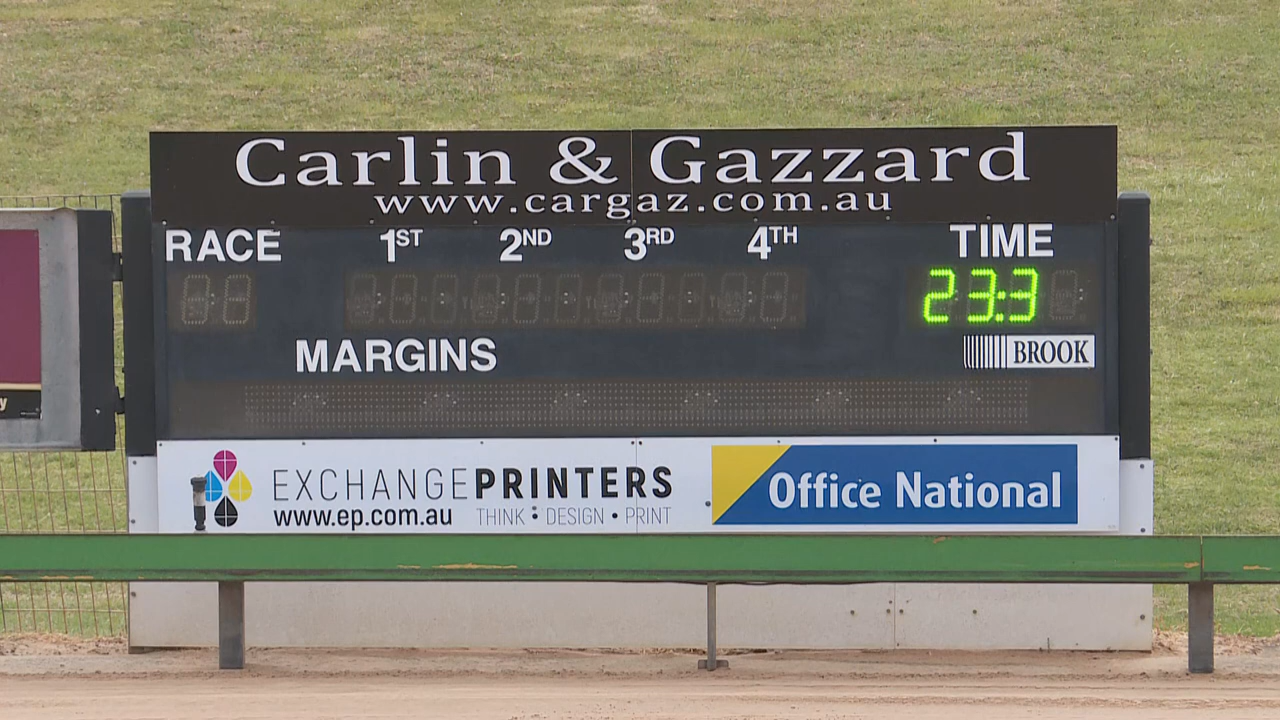 Carlin & Gazzard
www.cargaz.com.au
RACE 1ST 2ND 3RD 4TH TIME
23:3
MARGINS
BROOK
EXCHANGEPRINTERS
www.ep.com.au THINK • DESIGN • PRINT
Office National